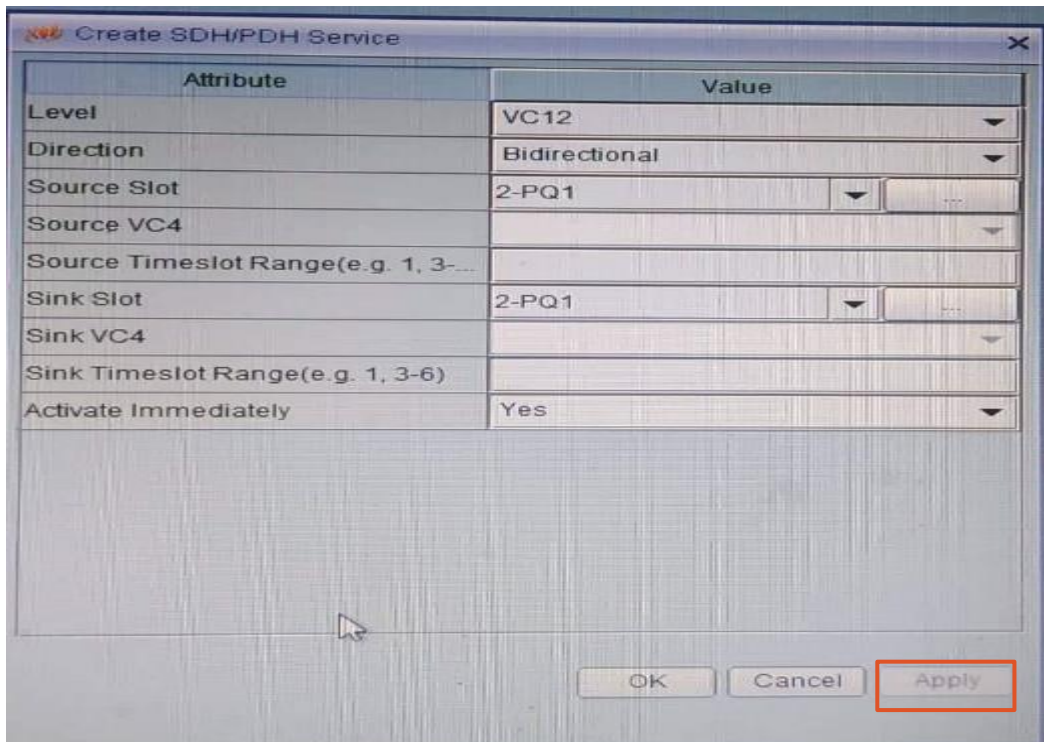 Create SDH/PDH Service
Attribute Value
Level VC12
Direction Bidirectional
Source Slot 2-PQ1 ...
Source VC4
Source Timeslot Range(e.g. 1, 3-...
Sink Slot 2-PQ1 ...
Sink VC4
Sink Timeslot Range(e.g. 1, 3-6)
Activate Immediately Yes
OK Cancel Apply